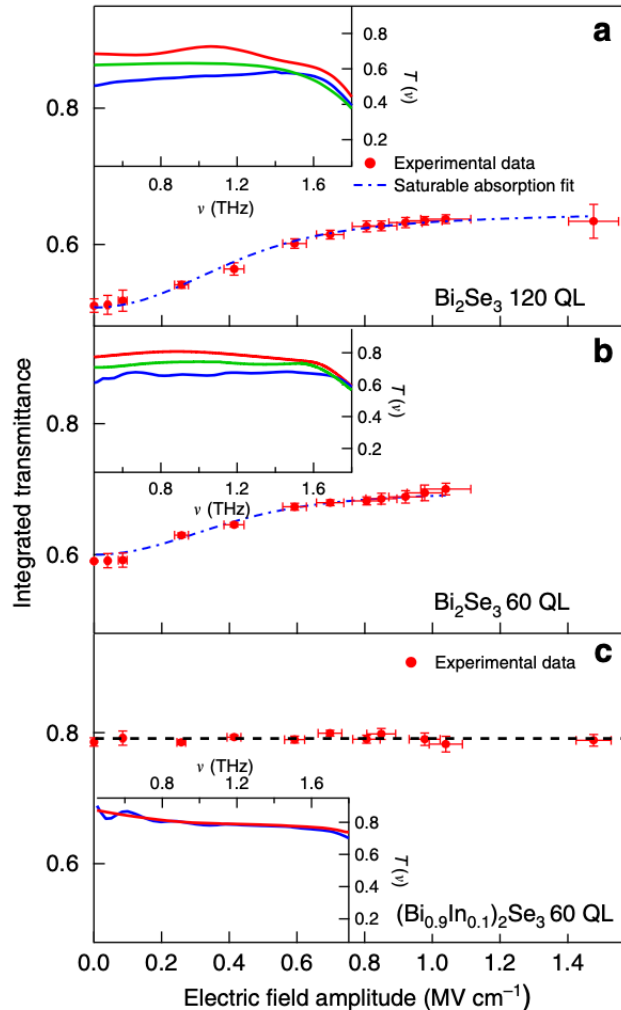 a
0.8
0.6
0.8
0.6
0.4
0.2
T (ν)
0.8
1.2
1.6
ν (THz)
Experimental data
Saturable absorption fit
Bi₂Se₃ 120 QL
b
0.8
0.6
0.8
0.6
0.4
0.2
T (ν)
0.8
1.2
1.6
ν (THz)
Bi₂Se₃ 60 QL
Integrated transmittance
c
Experimental data
0.8
0.6
ν (THz)
0.8
1.2
1.6
0.8
0.6
0.4
0.2
T (ν)
(Bi₀.₉In₀.₁)₂Se₃ 60 QL
0.0
0.2
0.4
0.6
0.8
1.0
1.2
1.4
Electric field amplitude (MV cm⁻¹)